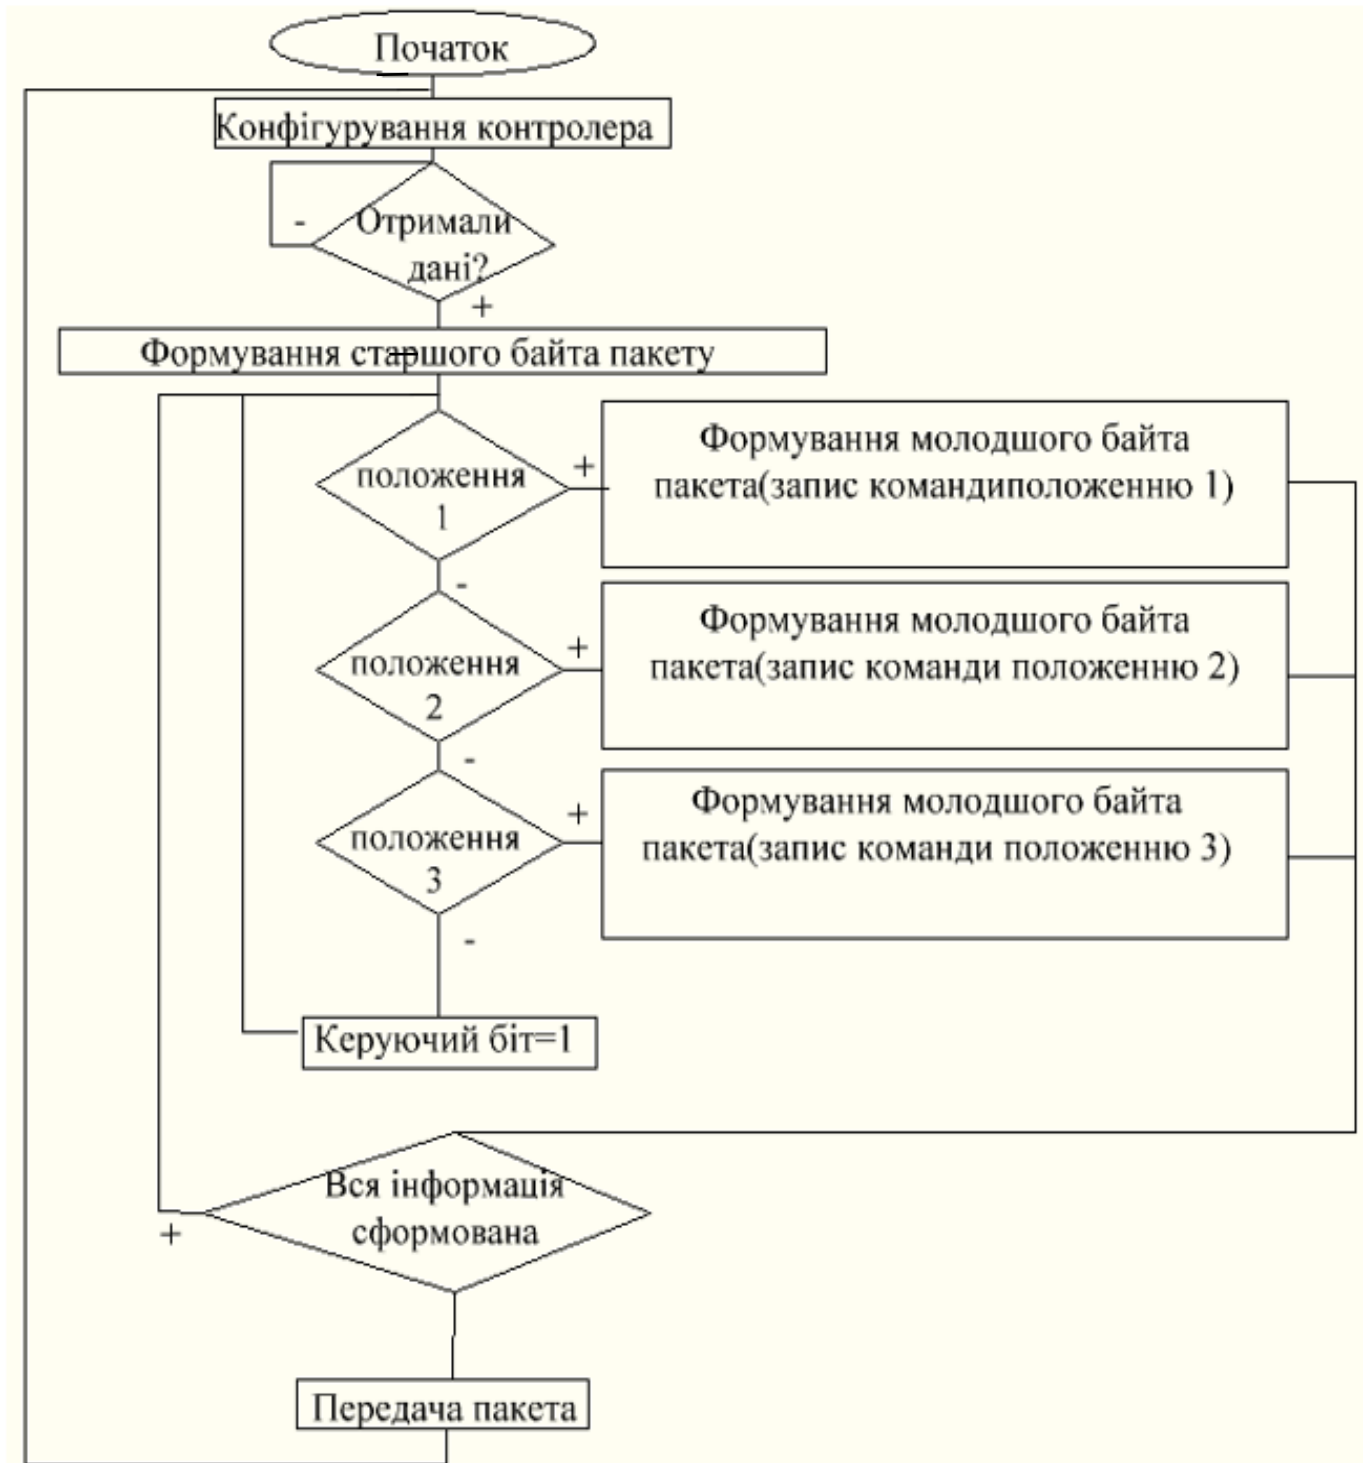 Початок
Конфігурування контролера
-
Отримали
дані?
+
Формування старшого байта пакету
положення
1
+
Формування молодшого байта
пакета(запис командиположенню 1)
-
положення
2
+
Формування молодшого байта
пакета(запис команди положенню 2)
-
положення
3
+
Формування молодшого байта
пакета(запис команди положенню 3)
-
Керуючий біт=1
Вся інформація
сформована
+
Передача пакета